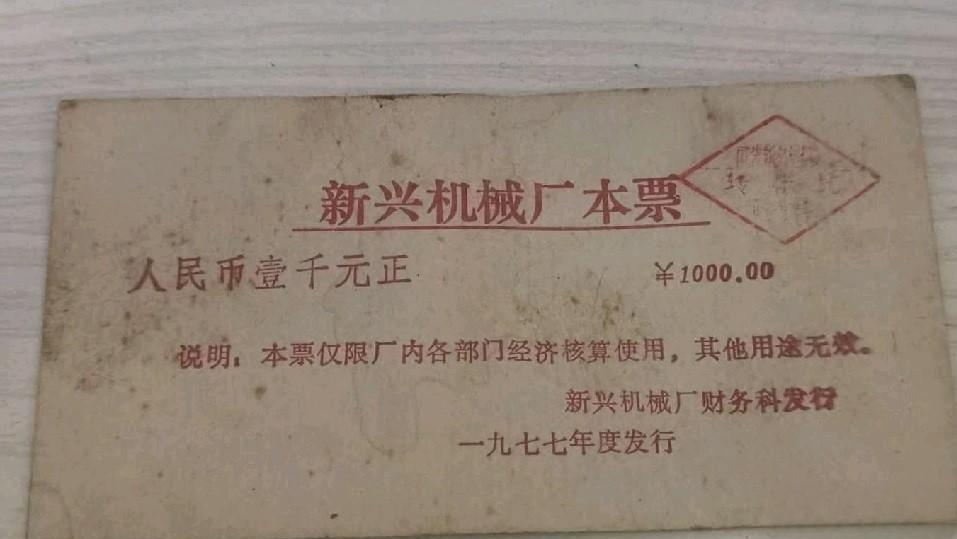 新兴机械厂本票
人民币壹千元正
￥1000.00
说明：本票仅限厂内各部门经济核算使用，其他用途无效。
新兴机械厂财务科发行
一九七七年度发行